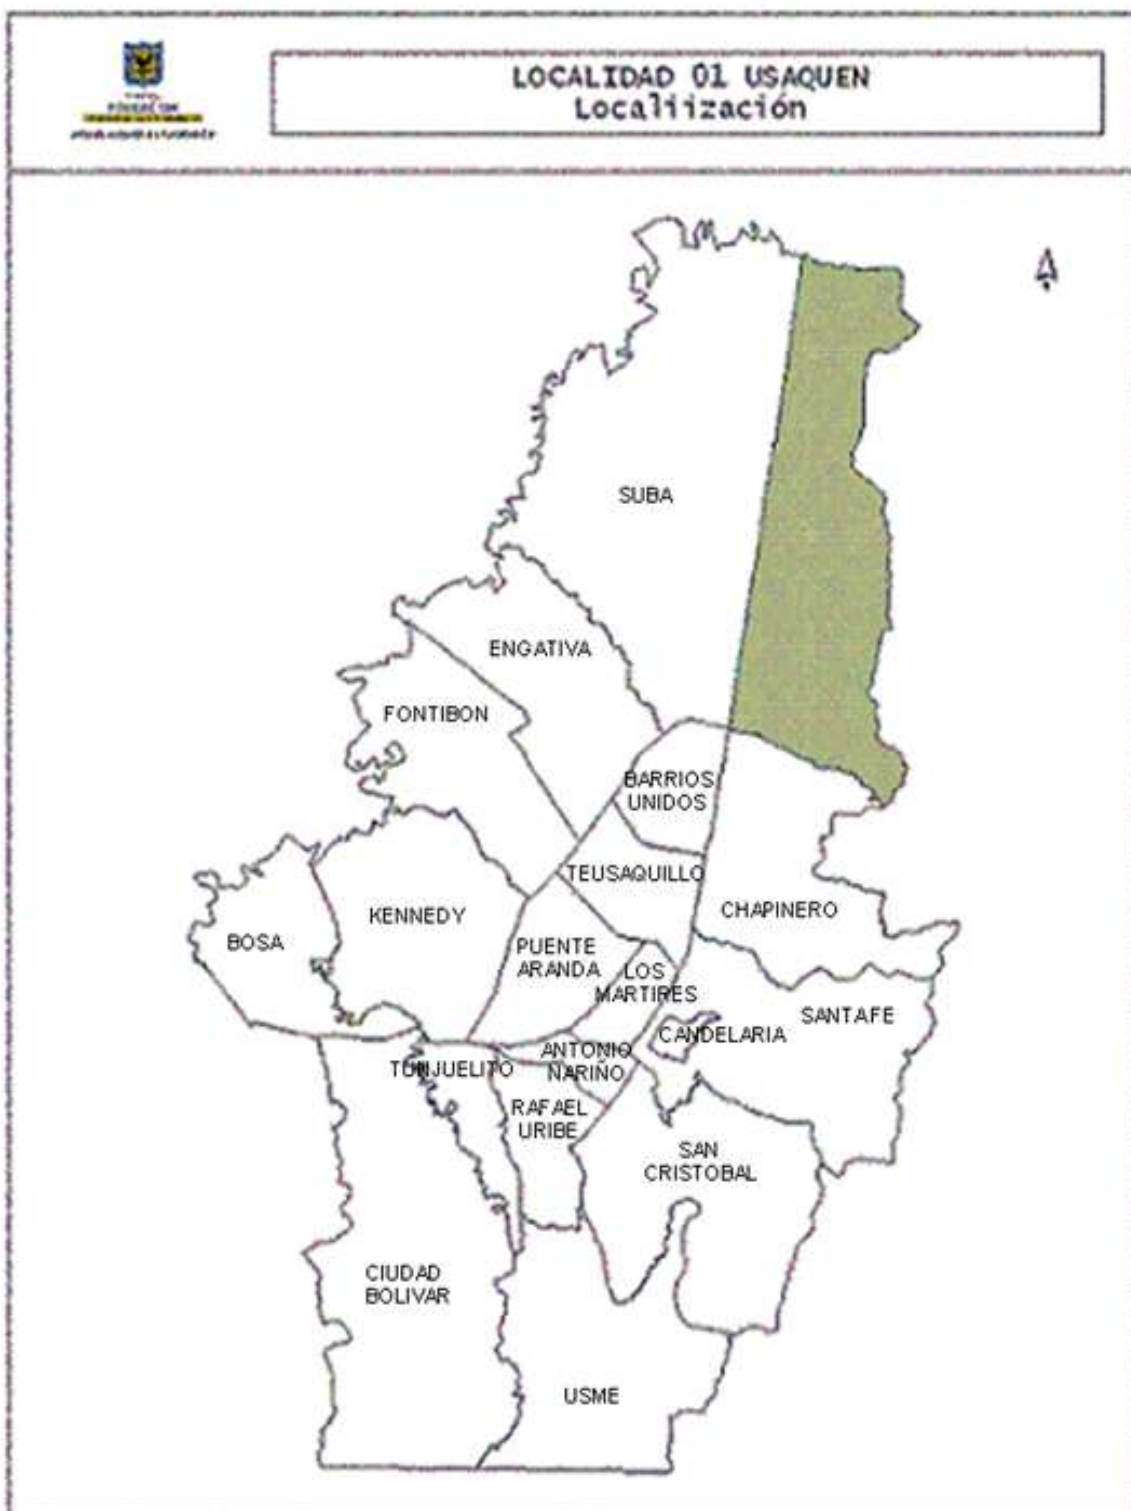 LOCALIDAD 01 USAQUEN
Localiización
SUBA
ENGATIVA
FONTIBON
BARRIOS
UNIDOS
TEUSAQUILLO
CHAPINERO
KENNEDY
BOSA
PUENTE
ARANDA
LOS
MARTIRES
SANTAFE
CANDELARIA
ANTONIO
NARIÑO
TUNJUELITO
RAFAEL
URIBE
SAN
CRISTOBAL
CIUDAD
BOLIVAR
USME